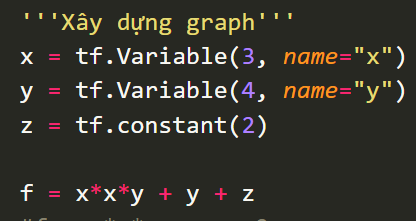 '''Xây dựng graph'''
x = tf.Variable(3, name="x")
y = tf.Variable(4, name="y")
z = tf.constant(2)
f = x*x*y + y + z